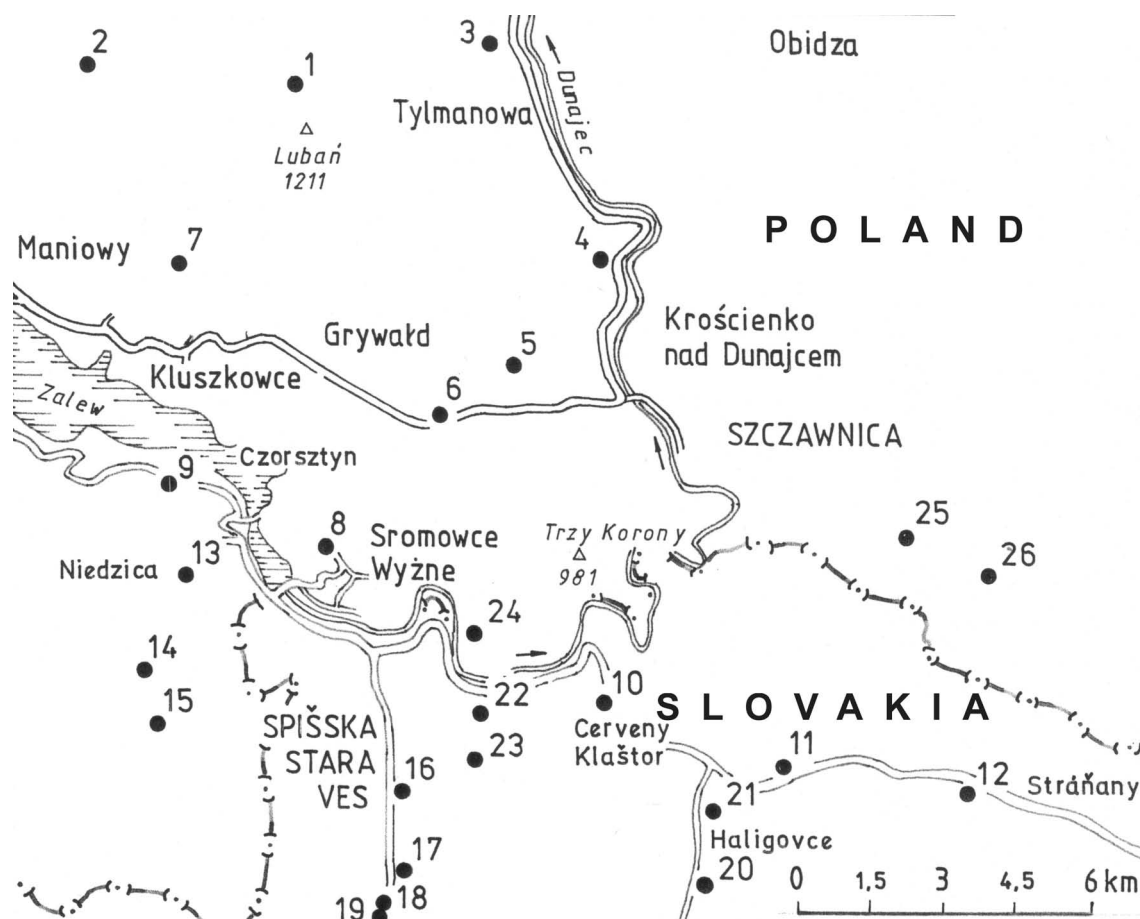 2
1
3
Obidza
Dunajec
Tylmanowa
Lubań
1211
POLAND
7
4
Maniowy
Krościenko
nad Dunajcem
Grywałd
5
Kluszkowce
Zalew
6
SZCZAWNICA
9
Czorsztyn
8
Trzy Korony
981
25
26
Sromowce
Wyżne
13
Niedzica
24
14
15
22
10
SLOVAKIA
SPIŠSKA
STARA
VES
23
Cerveny
Klaštor
11
12
Stráňany
16
21
Haligovce
17
20
18
19
0 1,5 3 4,5 6 km